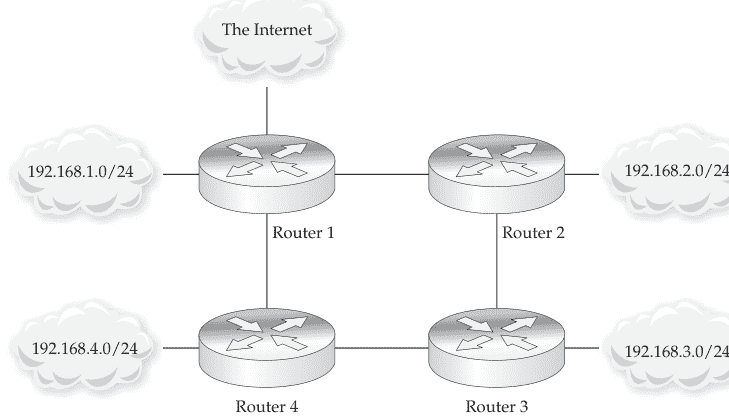 The Internet
192.168.1.0/24
192.168.2.0/24
Router 1
Router 2
192.168.4.0/24
192.168.3.0/24
Router 4
Router 3